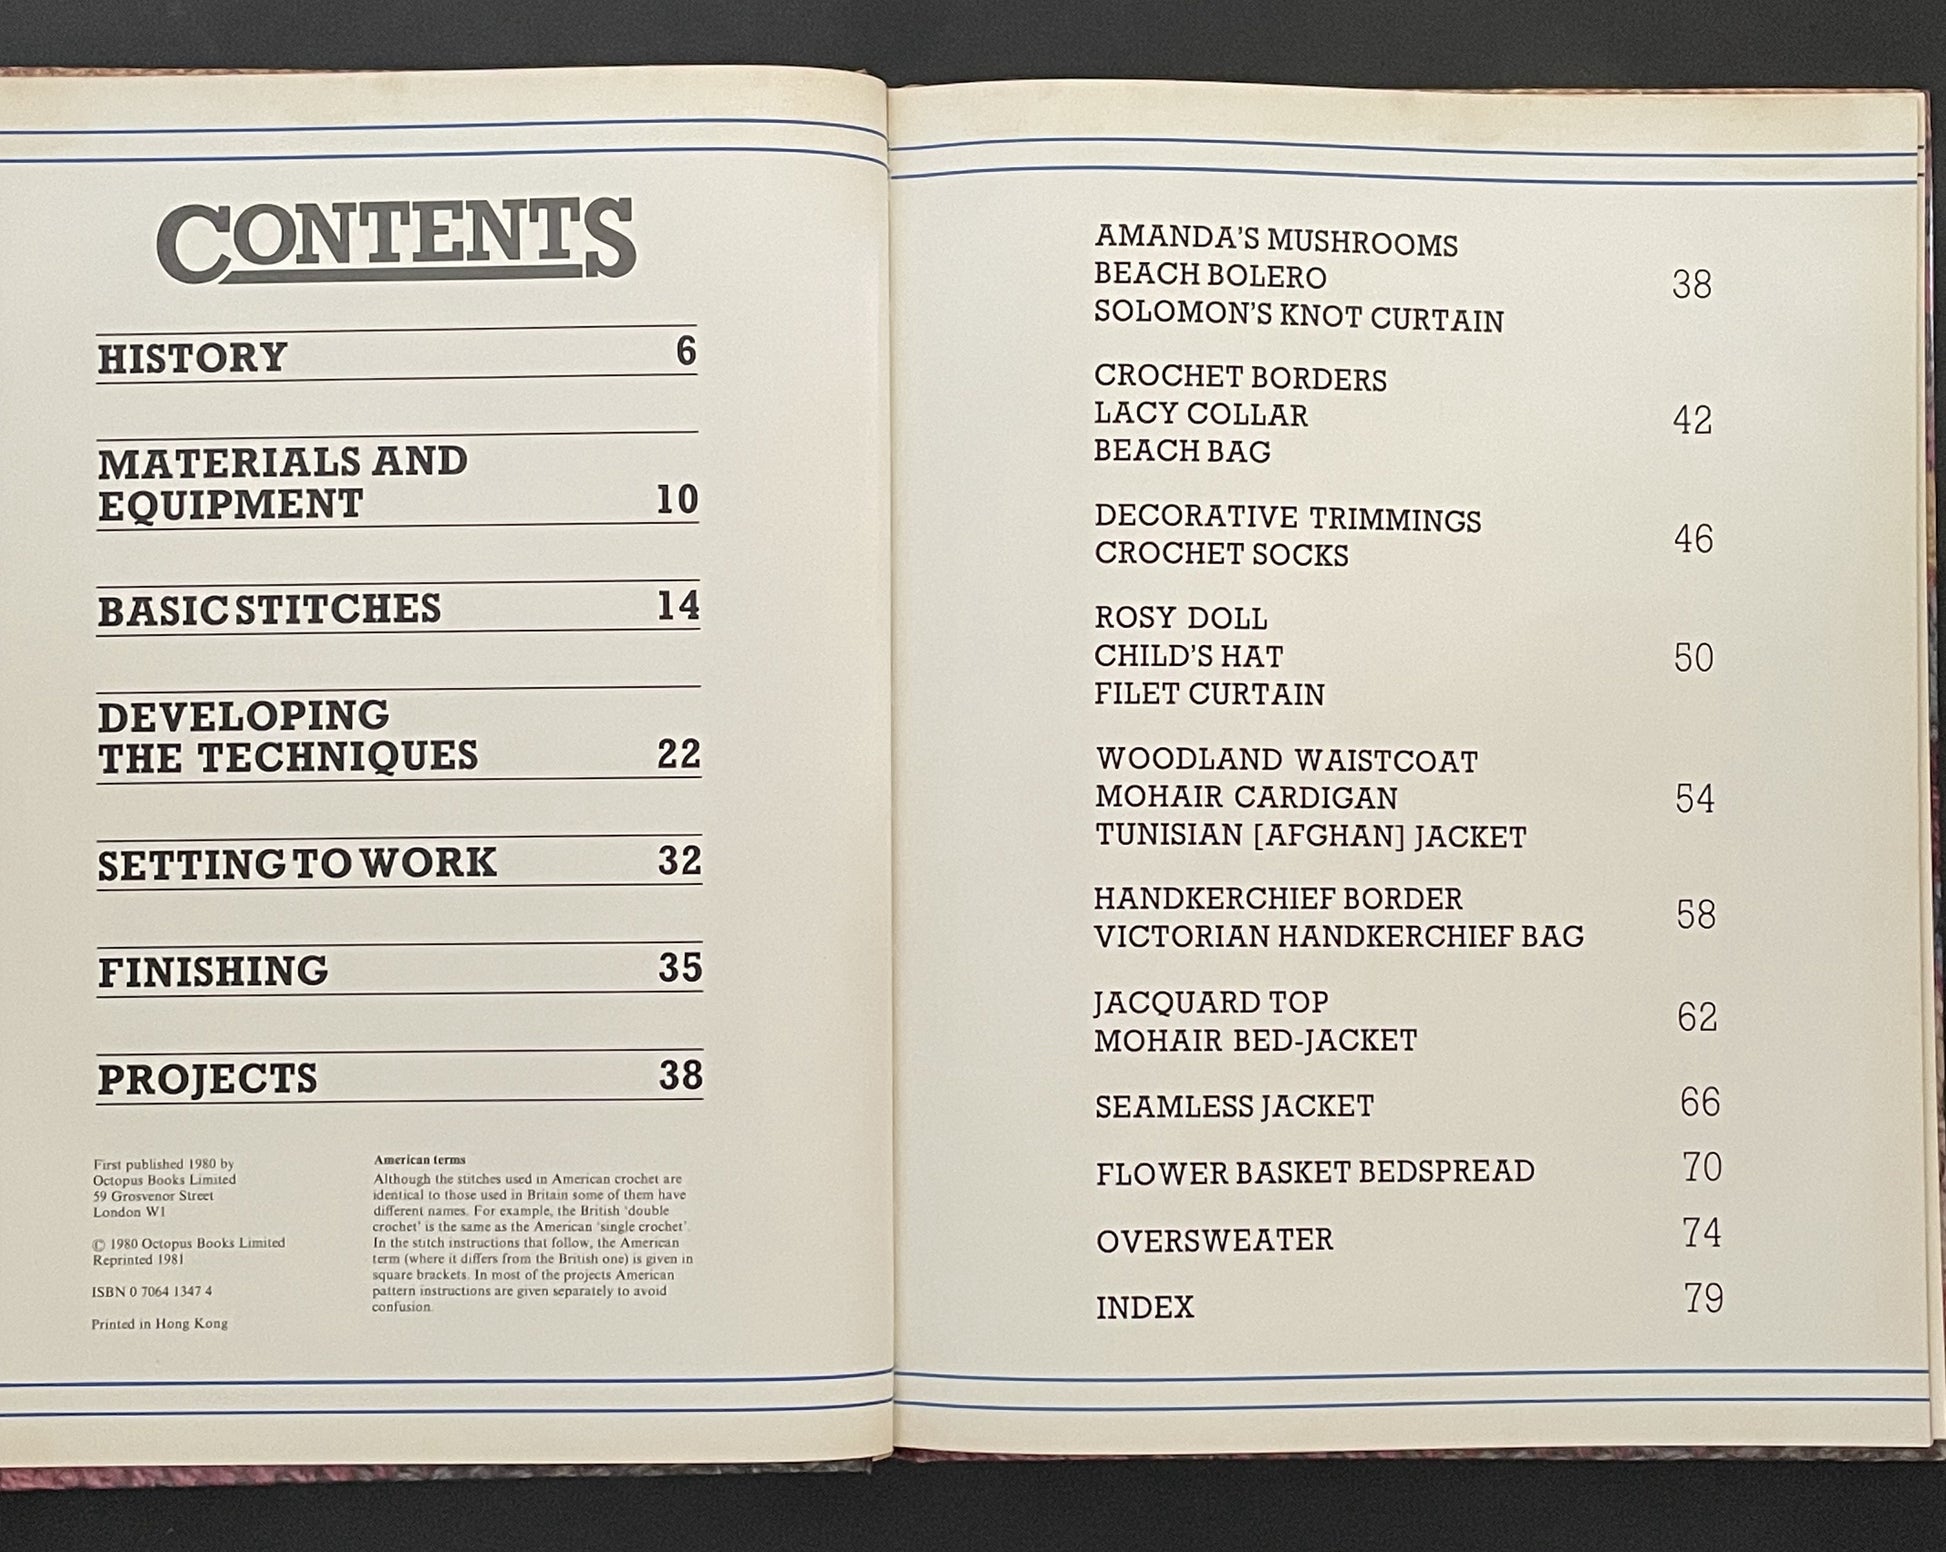 CONTENTS
HISTORY 6
MATERIALS AND
EQUIPMENT 10
BASIC STITCHES 14
DEVELOPING
THE TECHNIQUES 22
SETTING TO WORK 32
FINISHING 35
PROJECTS 38
First published 1980 by
Octopus Books Limited
59 Grosvenor Street
London W1
© 1980 Octopus Books Limited
Reprinted 1981
ISBN 0 7064 1347 4
Printed in Hong Kong
American terms
Although the stitches used in American crochet are
identical to those used in Britain some of them have
different names. For example, the British 'double
crochet' is the same as the American 'single crochet'.
In the stitch instructions that follow, the American
term (where it differs from the British one) is given in
square brackets. In most of the projects American
pattern instructions are given separately to avoid
confusion.
AMANDA'S MUSHROOMS
BEACH BOLERO 38
SOLOMON'S KNOT CURTAIN
CROCHET BORDERS
LACY COLLAR 42
BEACH BAG
DECORATIVE TRIMMINGS 46
CROCHET SOCKS
ROSY DOLL
CHILD'S HAT 50
FILET CURTAIN
WOODLAND WAISTCOAT
MOHAIR CARDIGAN 54
TUNISIAN [AFGHAN] JACKET
HANDKERCHIEF BORDER 58
VICTORIAN HANDKERCHIEF BAG
JACQUARD TOP 62
MOHAIR BED-JACKET
SEAMLESS JACKET 66
FLOWER BASKET BEDSPREAD 70
OVERSWEATER 74
INDEX 79